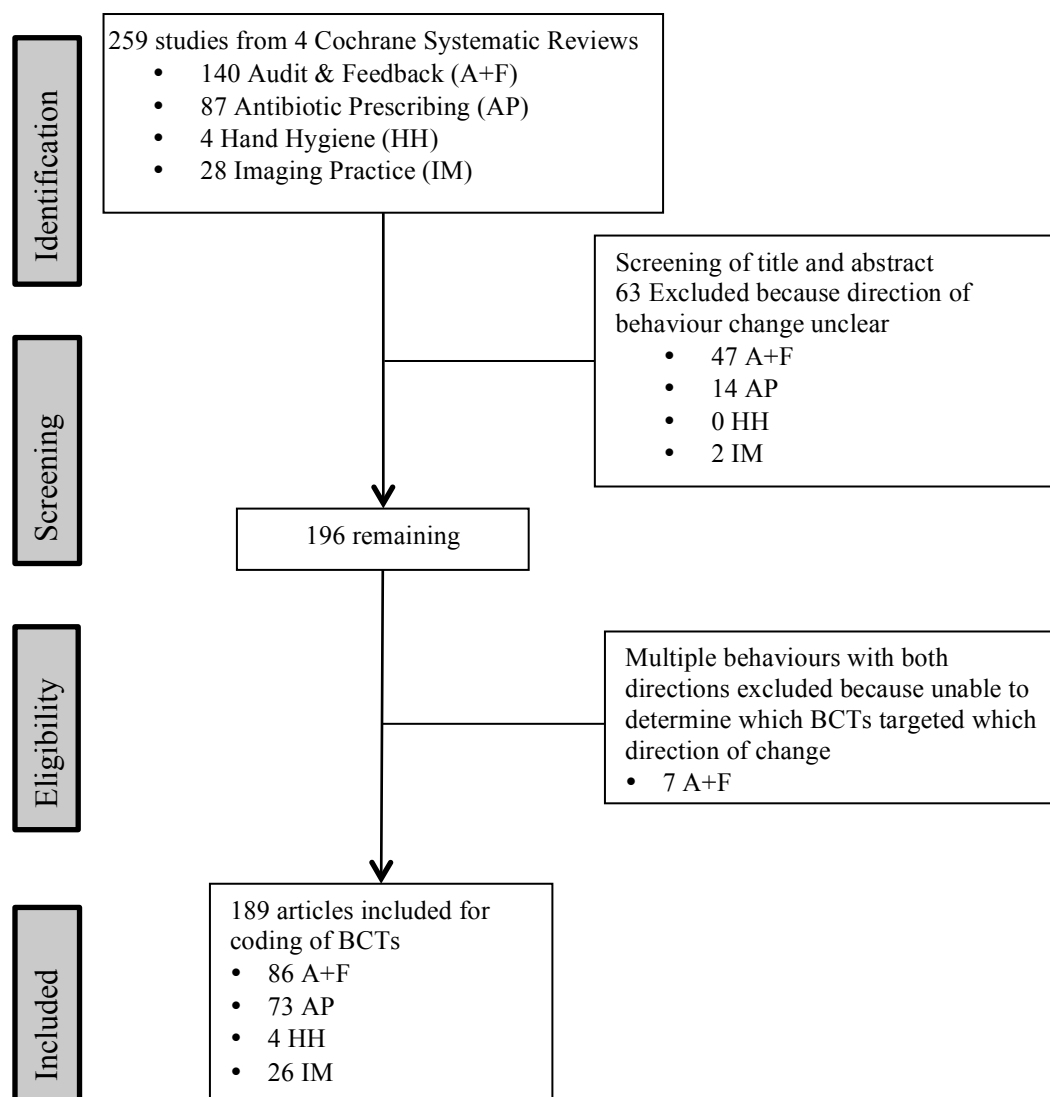 259 studies from 4 Cochrane Systematic Reviews
• 140 Audit & Feedback (A+F)
• 87 Antibiotic Prescribing (AP)
• 4 Hand Hygiene (HH)
• 28 Imaging Practice (IM)
Identification
Screening of title and abstract
63 Excluded because direction of
behaviour change unclear
• 47 A+F
• 14 AP
• 0 HH
• 2 IM
Screening
196 remaining
Eligibility
Multiple behaviours with both
directions excluded because unable to
determine which BCTs targeted which
direction of change
• 7 A+F
Included
189 articles included for
coding of BCTs
• 86 A+F
• 73 AP
• 4 HH
• 26 IM